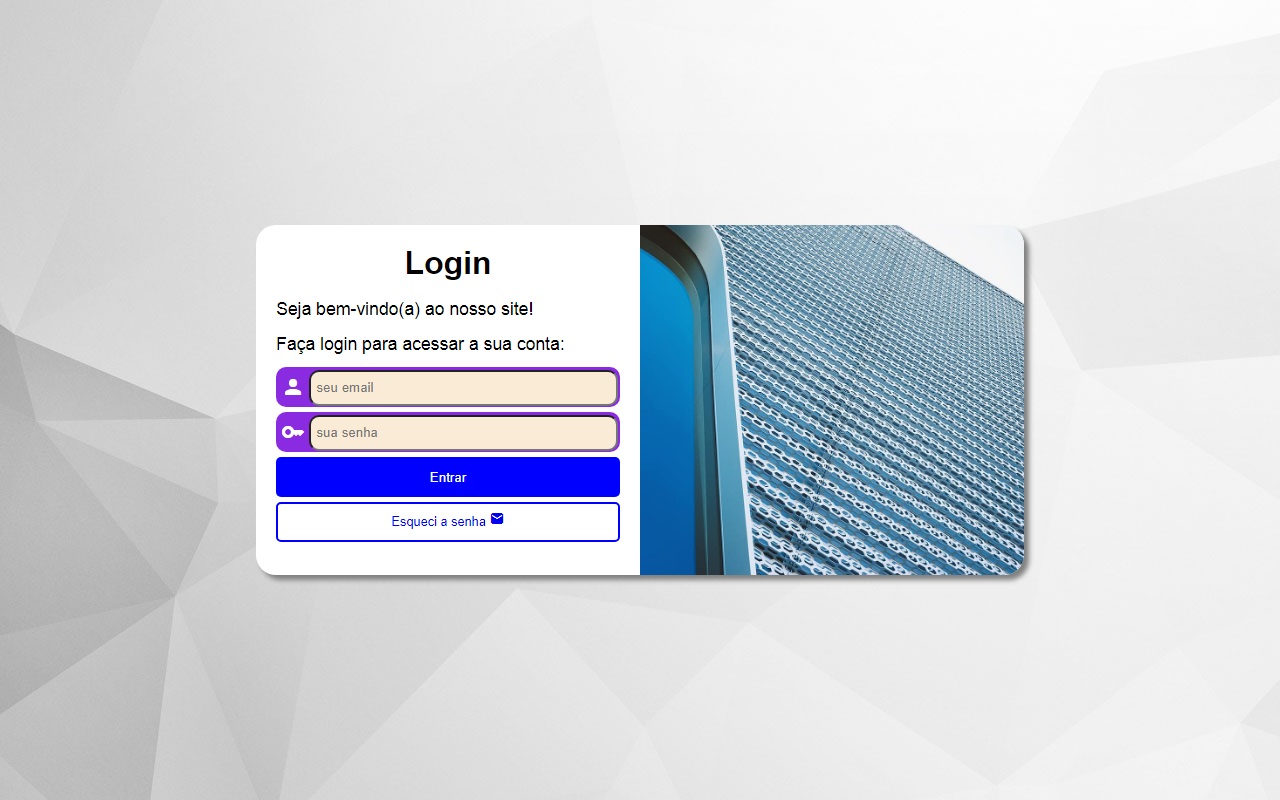 Login
Seja bem-vindo(a) ao nosso site!
Faça login para acessar a sua conta:
seu email
sua senha
Entrar
Esqueci a senha